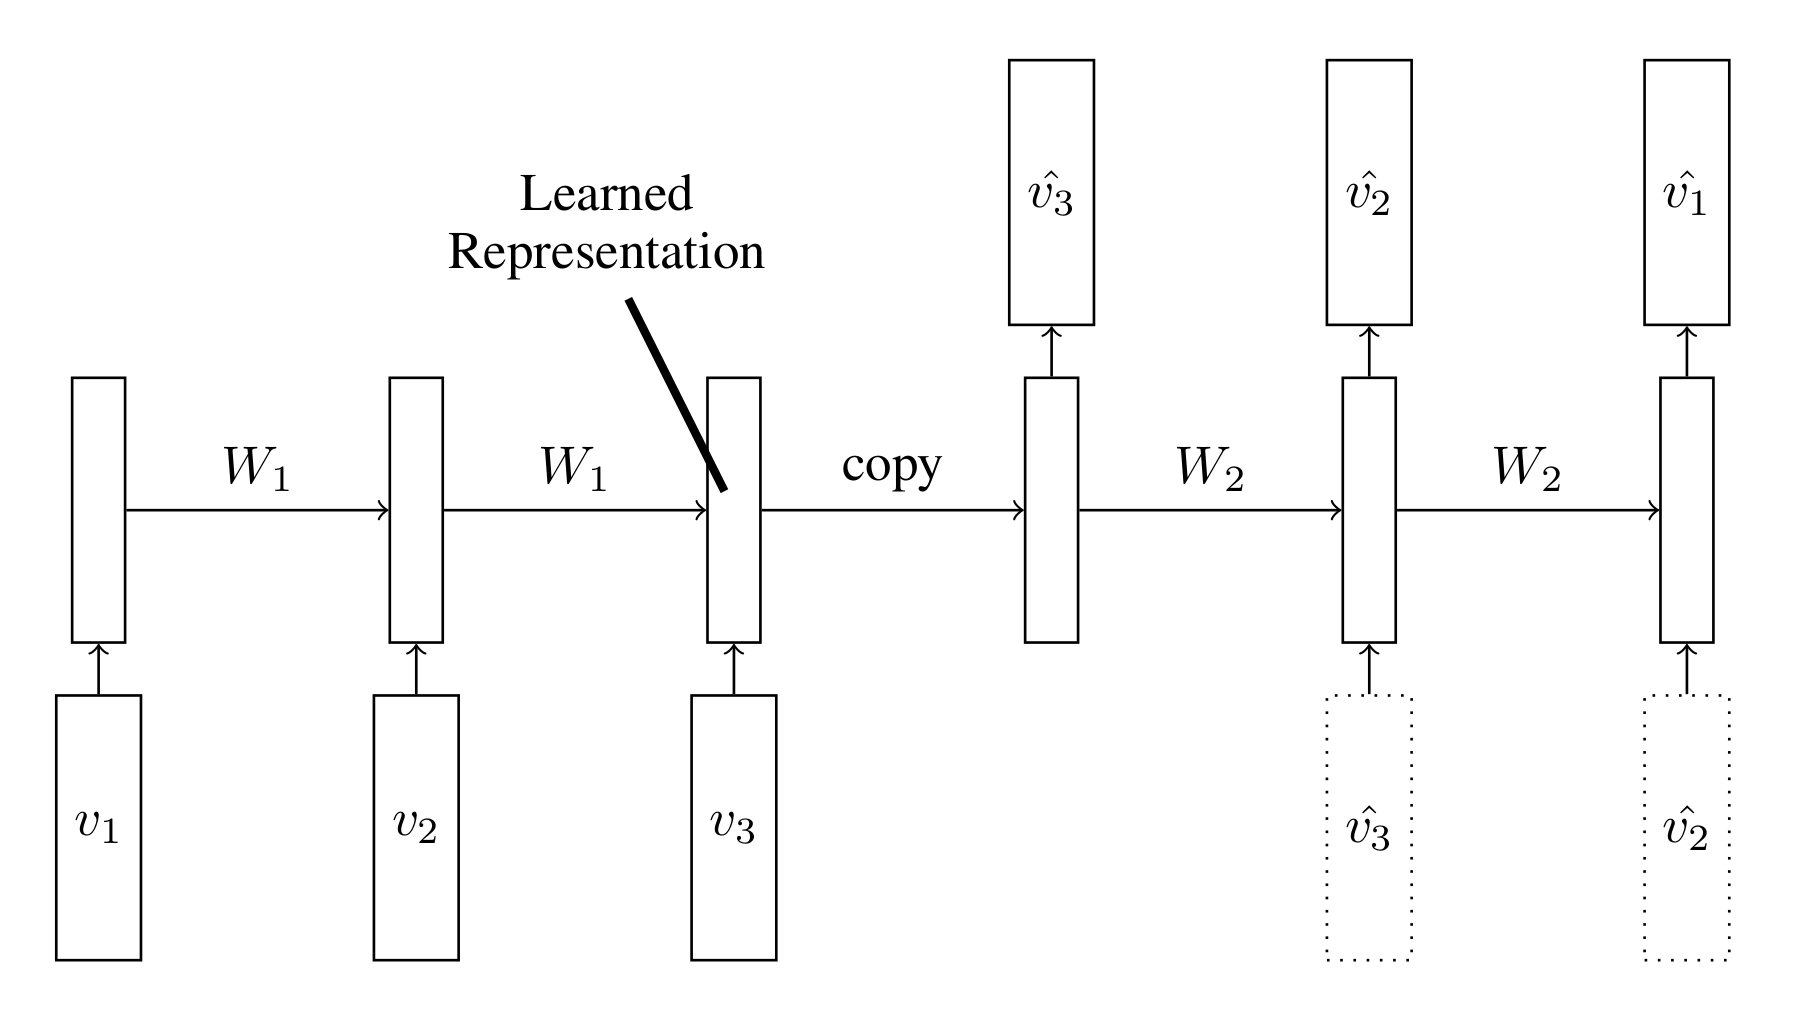 $\hat{v_3}$ $\hat{v_2}$ $\hat{v_1}$
Learned
Representation
$W_1$ $W_1$ copy $W_2$ $W_2$
$v_1$ $v_2$ $v_3$ $\hat{v_3}$ $\hat{v_2}$